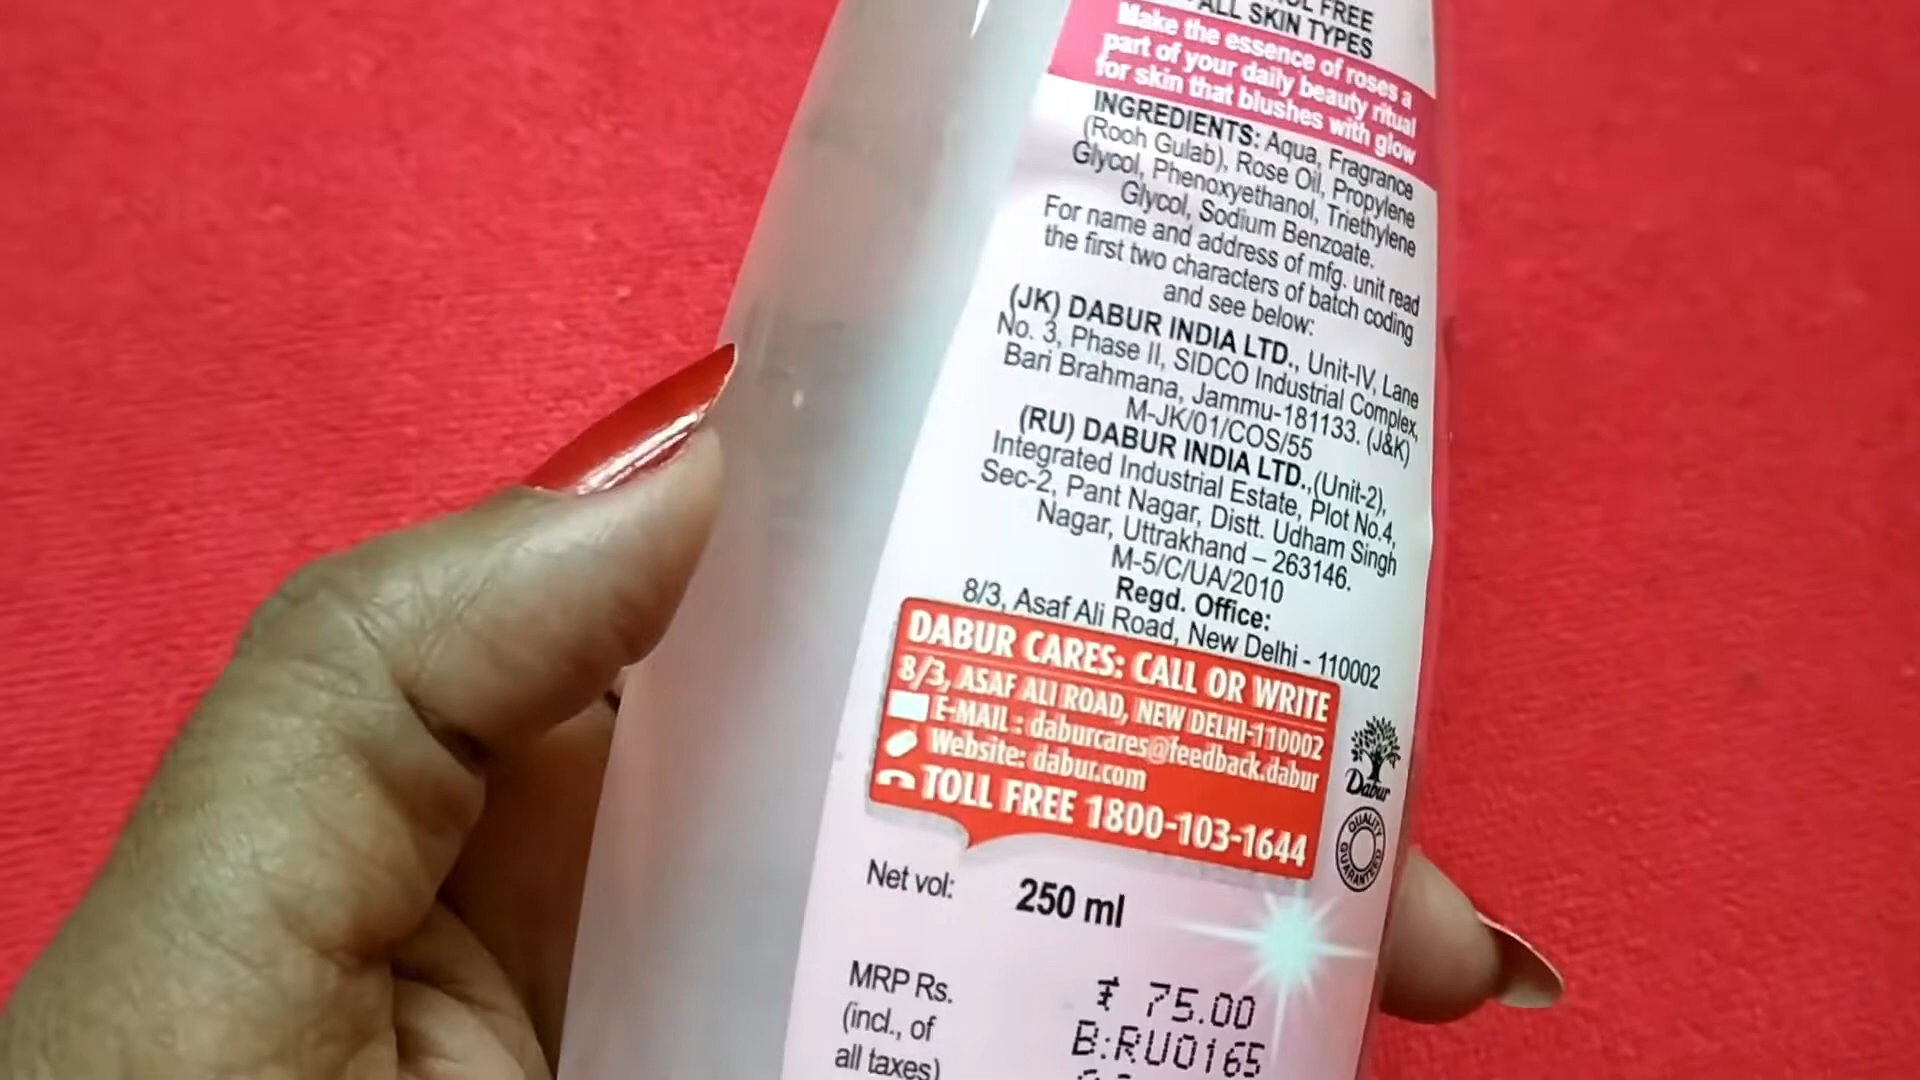 FREE
ALL SKIN TYPES
Make the essence of roses a
part of your daily beauty ritual
for skin that blushes with glow
INGREDIENTS: Aqua, Fragrance
(Rooh Gulab), Rose Oil, Propylene
Glycol, Phenoxyethanol, Triethylene
Glycol, Sodium Benzoate.
For name and address of mfg. unit read
the first two characters of batch coding
and see below:
(JK) DABUR INDIA LTD., Unit-IV, Lane
No. 3, Phase II, SIDCO Industrial Complex,
Bari Brahmana, Jammu-181133. (J&K)
M-JK/01/COS/55
(RU) DABUR INDIA LTD.,(Unit-2),
Integrated Industrial Estate, Plot No.4,
Sec-2, Pant Nagar, Distt. Udham Singh
Nagar, Uttrakhand – 263146.
M-5/C/UA/2010
Regd. Office:
8/3, Asaf Ali Road, New Delhi - 110002
DABUR CARES: CALL OR WRITE
8/3, ASAF ALI ROAD, NEW DELHI-110002
E-MAIL : daburcares@feedback.dabur
Website: dabur.com
TOLL FREE 1800-103-1644
Dabur
QUALITY GUARANTEED
Net vol: 250 ml
MRP Rs. ₹ 75.00
(incl., of B:RU0165
all taxes)